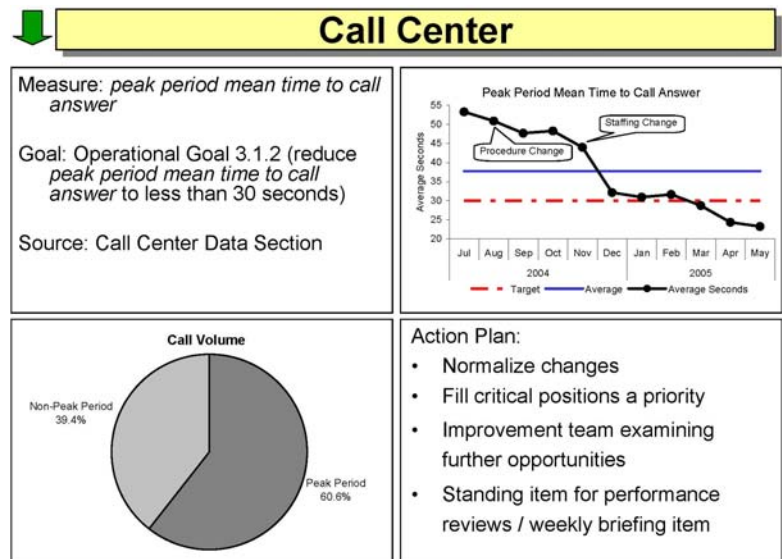 Call Center
Measure: peak period mean time to call
answer
Goal: Operational Goal 3.1.2 (reduce
peak period mean time to call
answer to less than 30 seconds)
Source: Call Center Data Section
Peak Period Mean Time to Call Answer
Average Seconds
55
50
45
40
35
30
25
20
Procedure Change
Staffing Change
Jul Aug Sep Oct Nov Dec Jan Feb Mar Apr May
2004 2005
Target Average Average Seconds
Call Volume
Non-Peak Period
39.4%
Peak Period
60.6%
Action Plan:
• Normalize changes
• Fill critical positions a priority
• Improvement team examining
further opportunities
• Standing item for performance
reviews / weekly briefing item